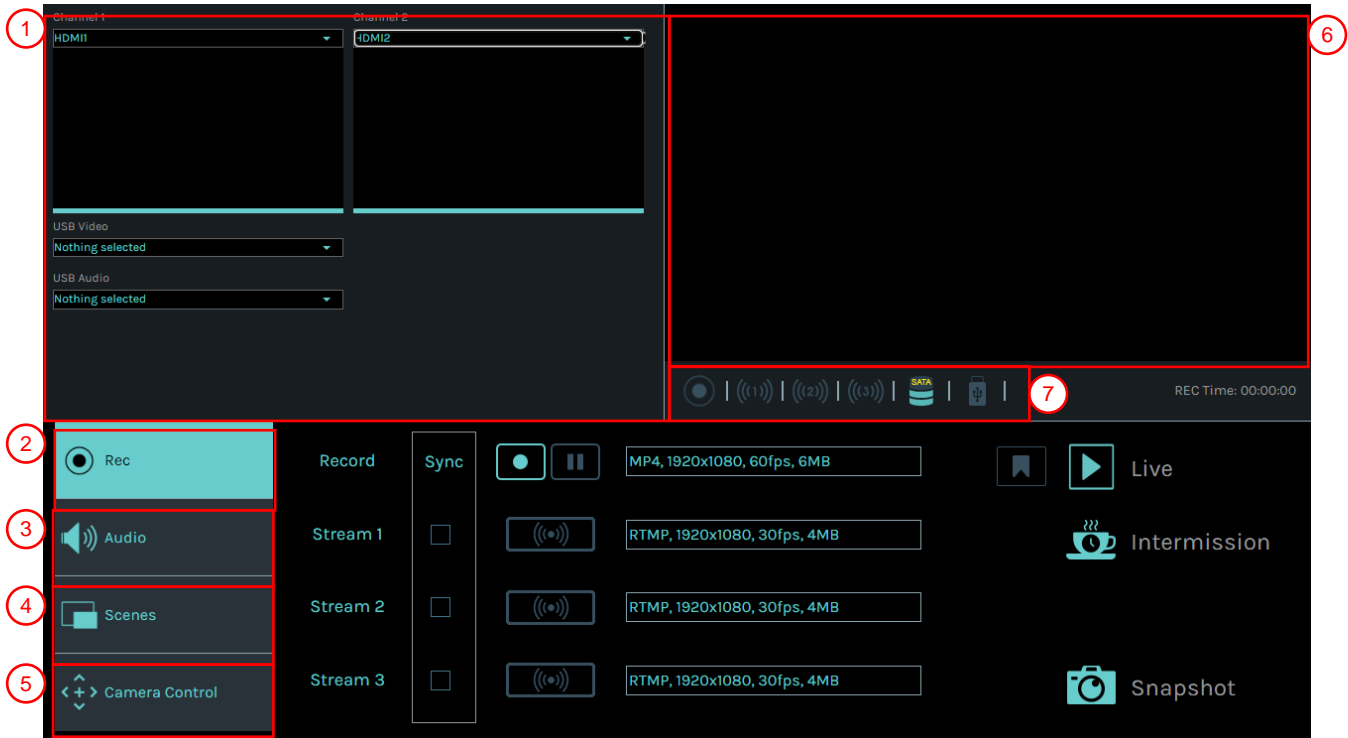 1
Channel 1
Channel 2
6
HDMI1
HDMI2
USB Video
Nothing selected
USB Audio
Nothing selected
((1))
((2))
((3))
SATA
7
REC Time: 00:00:00
2
Rec
Record
Sync
MP4, 1920x1080, 60fps, 6MB
Live
3
Audio
Stream 1
RTMP, 1920x1080, 30fps, 4MB
Intermission
4
Scenes
Stream 2
RTMP, 1920x1080, 30fps, 4MB
5
Camera Control
Stream 3
RTMP, 1920x1080, 30fps, 4MB
Snapshot